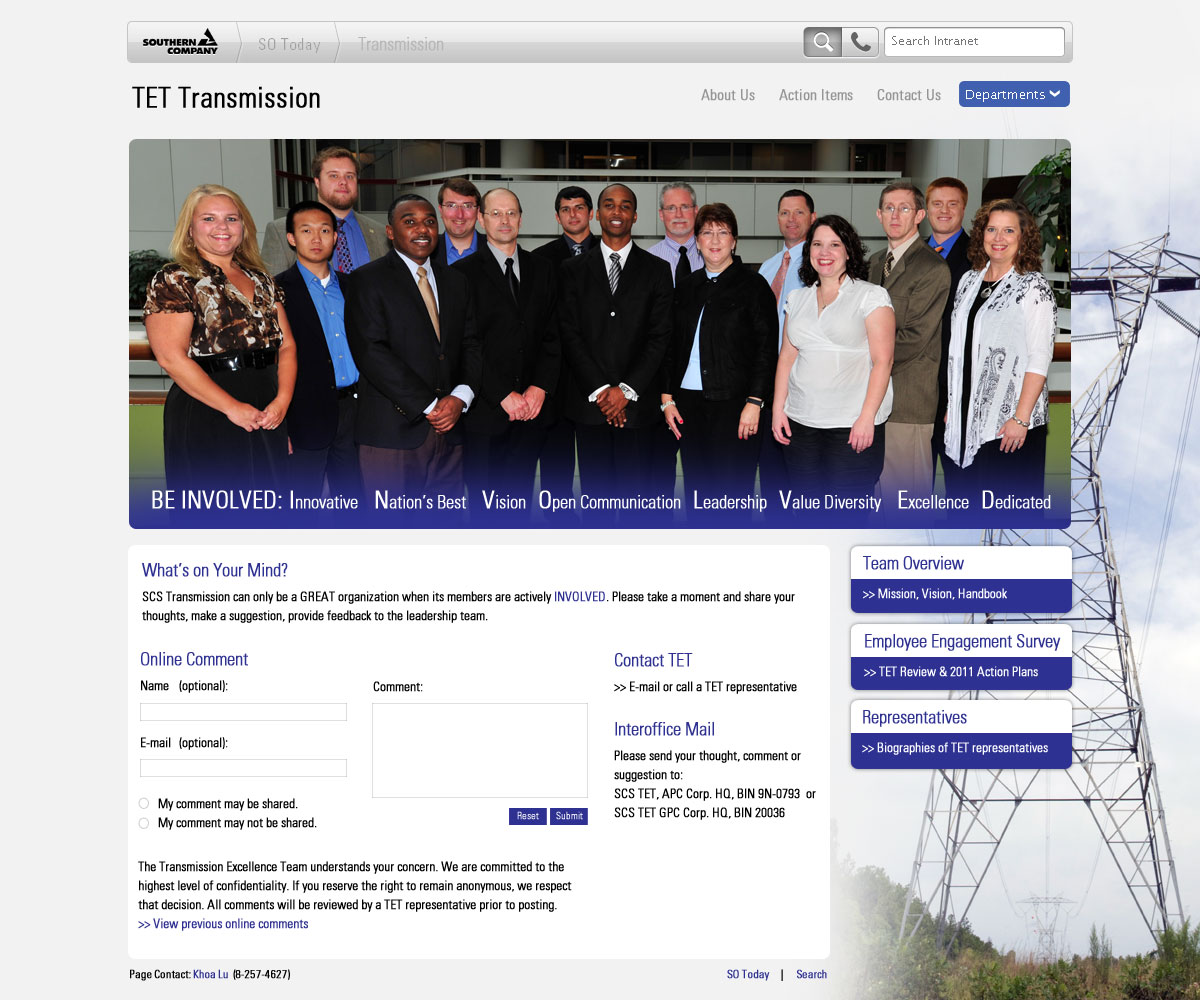 SOUTHERN COMPANY
SO Today
Transmission
Search Intranet
TET Transmission
About Us
Action Items
Contact Us
Departments
BE INVOLVED: Innovative Nation's Best Vision Open Communication Leadership Value Diversity Excellence Dedicated
What's on Your Mind?
SCS Transmission can only be a GREAT organization when its members are actively INVOLVED. Please take a moment and share your
thoughts, make a suggestion, provide feedback to the leadership team.
Online Comment
Name (optional):
E-mail (optional):
My comment may be shared.
My comment may not be shared.
Comment:
Reset
Submit
Contact TET
>> E-mail or call a TET representative
Interoffice Mail
Please send your thought, comment or
suggestion to:
SCS TET, APC Corp. HQ, BIN 9N-0793 or
SCS TET GPC Corp. HQ, BIN 20036
The Transmission Excellence Team understands your concern. We are committed to the
highest level of confidentiality. If you reserve the right to remain anonymous, we respect
that decision. All comments will be reviewed by a TET representative prior to posting.
>> View previous online comments
Team Overview
>> Mission, Vision, Handbook
Employee Engagement Survey
>> TET Review & 2011 Action Plans
Representatives
>> Biographies of TET representatives
Page Contact: Khoa Lu (8-257-4627)
SO Today | Search